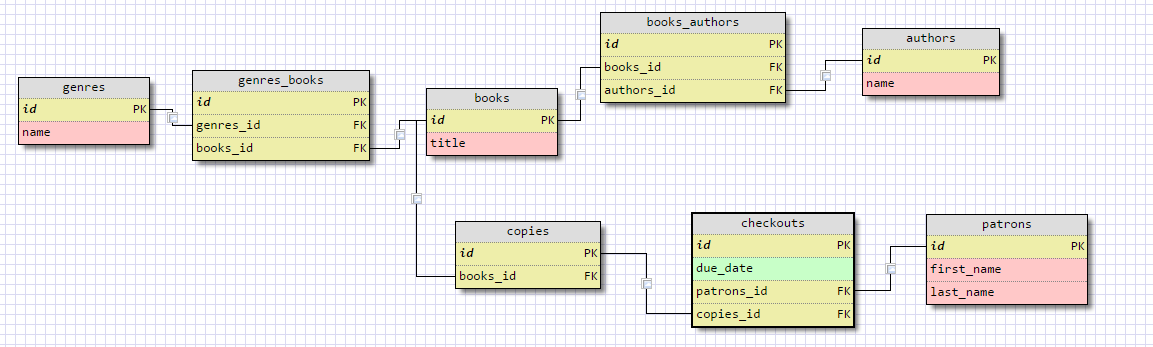 genres
id PK
name
genres_books
id PK
genres_id FK
books_id FK
books
id PK
title
books_authors
id PK
books_id FK
authors_id FK
authors
id PK
name
copies
id PK
books_id FK
checkouts
id PK
due_date
patrons_id FK
copies_id FK
patrons
id PK
first_name
last_name